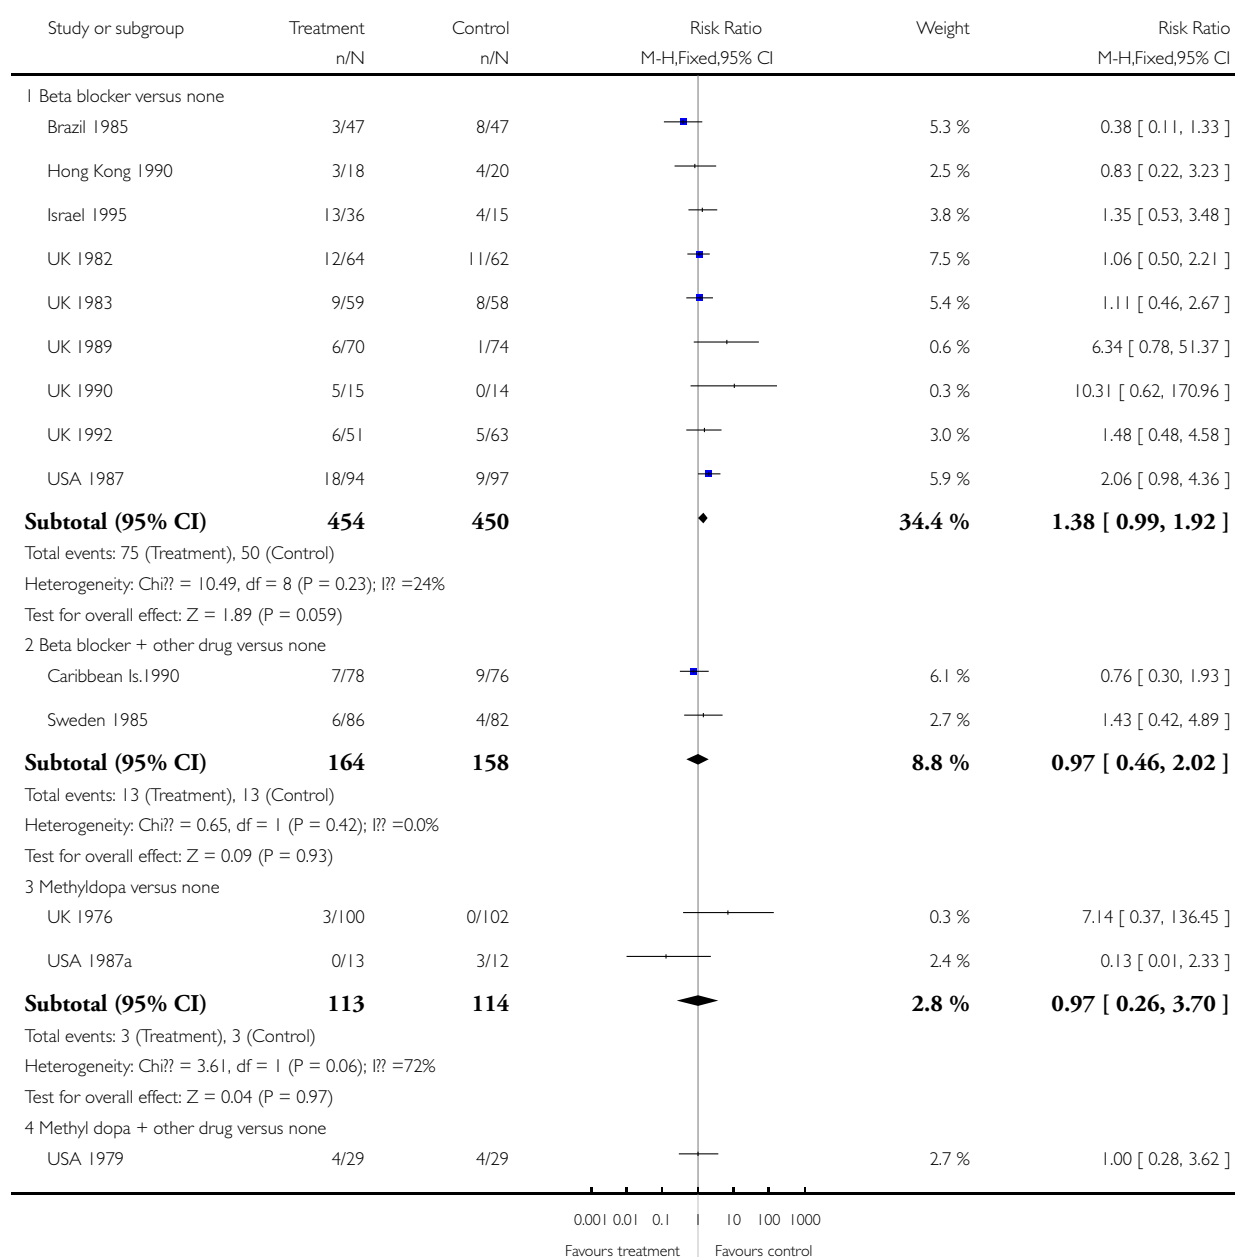 Study or subgroup Treatment Control Risk Ratio Weight Risk Ratio
n/N n/N M-H,Fixed,95% CI M-H,Fixed,95% CI
1 Beta blocker versus none
Brazil 1985 3/47 8/47 5.3 % 0.38 [ 0.11, 1.33 ]
Hong Kong 1990 3/18 4/20 2.5 % 0.83 [ 0.22, 3.23 ]
Israel 1995 13/36 4/15 3.8 % 1.35 [ 0.53, 3.48 ]
UK 1982 12/64 11/62 7.5 % 1.06 [ 0.50, 2.21 ]
UK 1983 9/59 8/58 5.4 % 1.11 [ 0.46, 2.67 ]
UK 1989 6/70 1/74 0.6 % 6.34 [ 0.78, 51.37 ]
UK 1990 5/15 0/14 0.3 % 10.31 [ 0.62, 170.96 ]
UK 1992 6/51 5/63 3.0 % 1.48 [ 0.48, 4.58 ]
USA 1987 18/94 9/97 5.9 % 2.06 [ 0.98, 4.36 ]
Subtotal (95% CI) 454 450 34.4 % 1.38 [ 0.99, 1.92 ]
Total events: 75 (Treatment), 50 (Control)
Heterogeneity: Chi?? = 10.49, df = 8 (P = 0.23); I?? =24%
Test for overall effect: Z = 1.89 (P = 0.059)
2 Beta blocker + other drug versus none
Caribbean Is.1990 7/78 9/76 6.1 % 0.76 [ 0.30, 1.93 ]
Sweden 1985 6/86 4/82 2.7 % 1.43 [ 0.42, 4.89 ]
Subtotal (95% CI) 164 158 8.8 % 0.97 [ 0.46, 2.02 ]
Total events: 13 (Treatment), 13 (Control)
Heterogeneity: Chi?? = 0.65, df = 1 (P = 0.42); I?? =0.0%
Test for overall effect: Z = 0.09 (P = 0.93)
3 Methyldopa versus none
UK 1976 3/100 0/102 0.3 % 7.14 [ 0.37, 136.45 ]
USA 1987a 0/13 3/12 2.4 % 0.13 [ 0.01, 2.33 ]
Subtotal (95% CI) 113 114 2.8 % 0.97 [ 0.26, 3.70 ]
Total events: 3 (Treatment), 3 (Control)
Heterogeneity: Chi?? = 3.61, df = 1 (P = 0.06); I?? =72%
Test for overall effect: Z = 0.04 (P = 0.97)
4 Methyl dopa + other drug versus none
USA 1979 4/29 4/29 2.7 % 1.00 [ 0.28, 3.62 ]
0.001 0.01 0.1 1 10 100 1000
Favours treatment Favours control